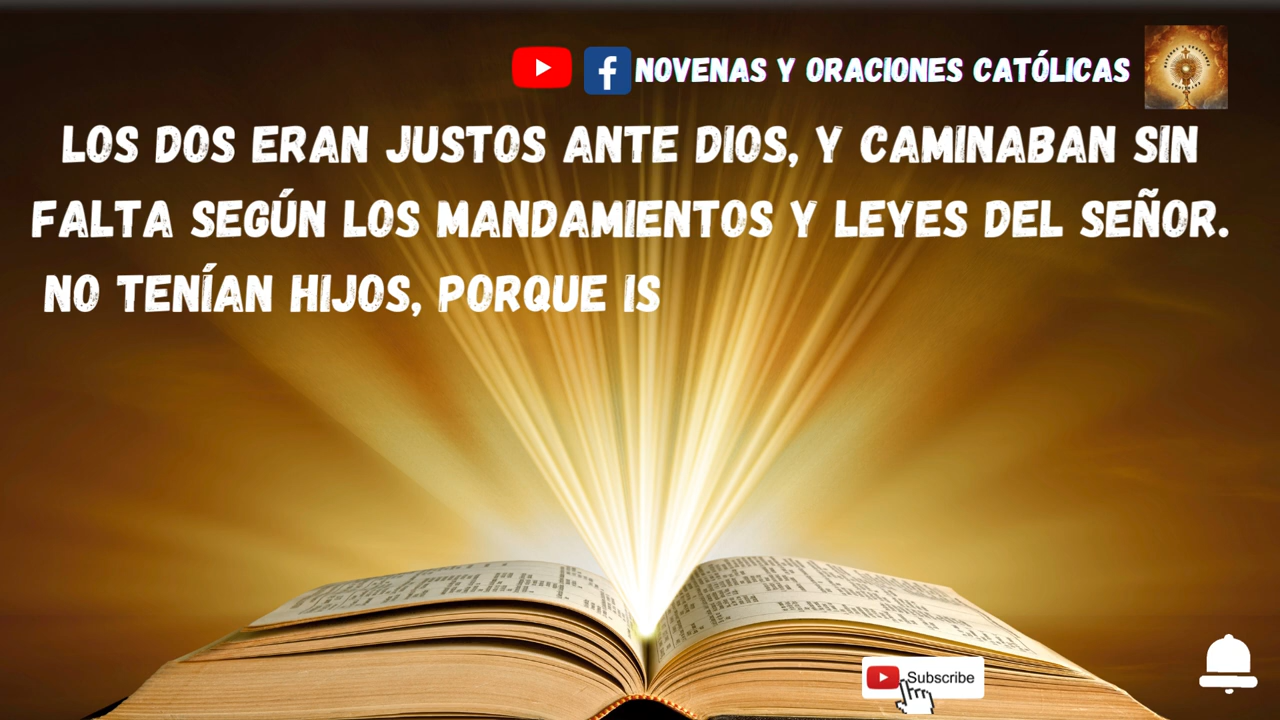 NOVENAS Y ORACIONES CATÓLICAS
LOS DOS ERAN JUSTOS ANTE DIOS, Y CAMINABAN SIN
FALTA SEGÚN LOS MANDAMIENTOS Y LEYES DEL SEÑOR.
NO TENÍAN HIJOS, PORQUE IS
Subscribe